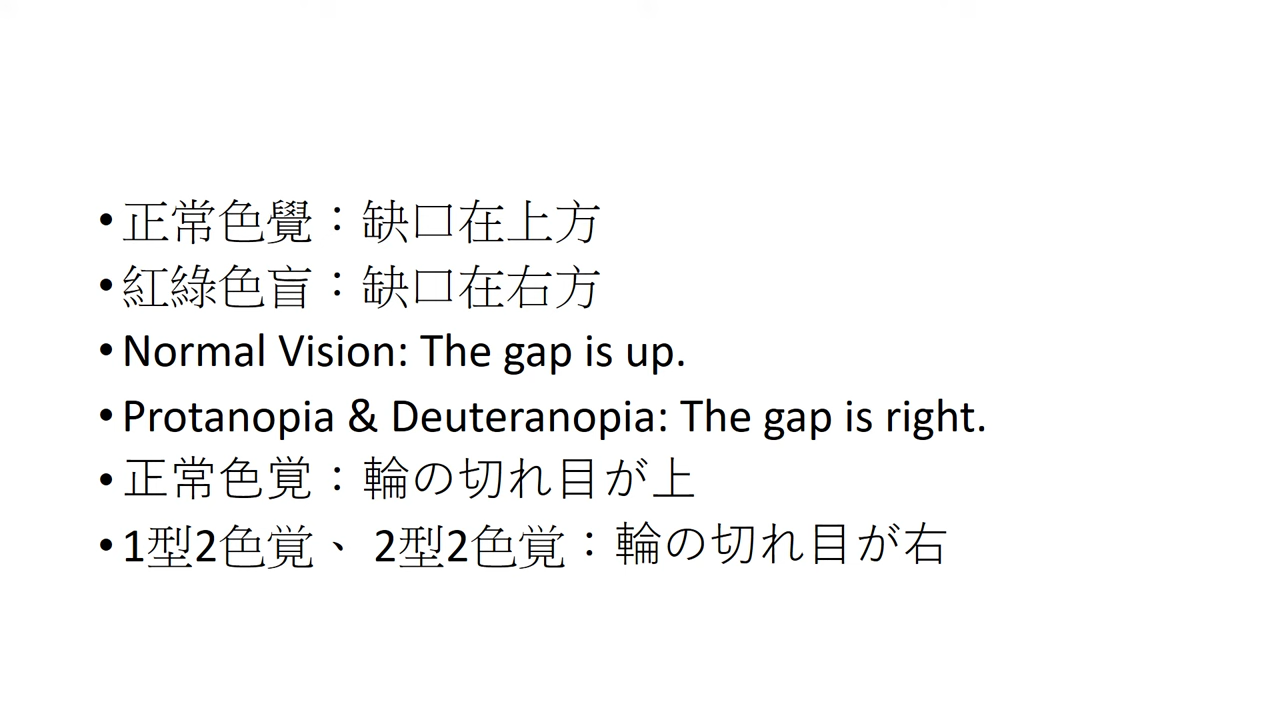 • 正常色覺：缺口在上方
• 紅綠色盲：缺口在右方
• Normal Vision: The gap is up.
• Protanopia & Deuteranopia: The gap is right.
• 正常色覚：輪の切れ目が上
• 1型2色覚、 2型2色覚：輪の切れ目が右